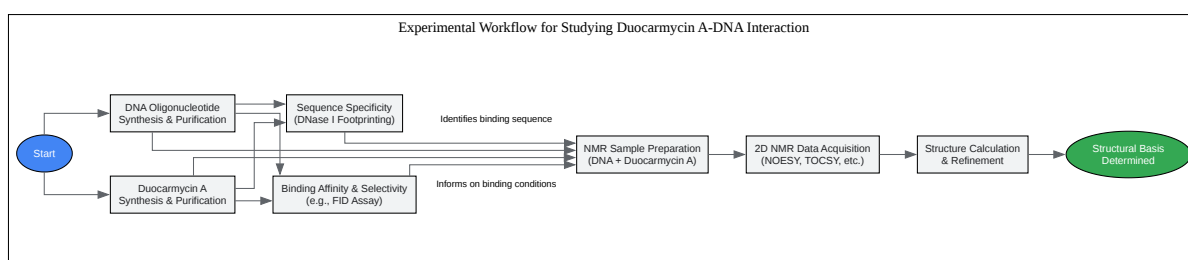 Experimental Workflow for Studying Duocarmycin A-DNA Interaction
Start
DNA Oligonucleotide
Synthesis & Purification
Duocarmycin A
Synthesis & Purification
Sequence Specificity
(DNase I Footprinting)
Binding Affinity & Selectivity
(e.g., FID Assay)
Identifies binding sequence
Informs on binding conditions
NMR Sample Preparation
(DNA + Duocarmycin A)
2D NMR Data Acquisition
(NOESY, TOCSY, etc.)
Structure Calculation
& Refinement
Structural Basis
Determined